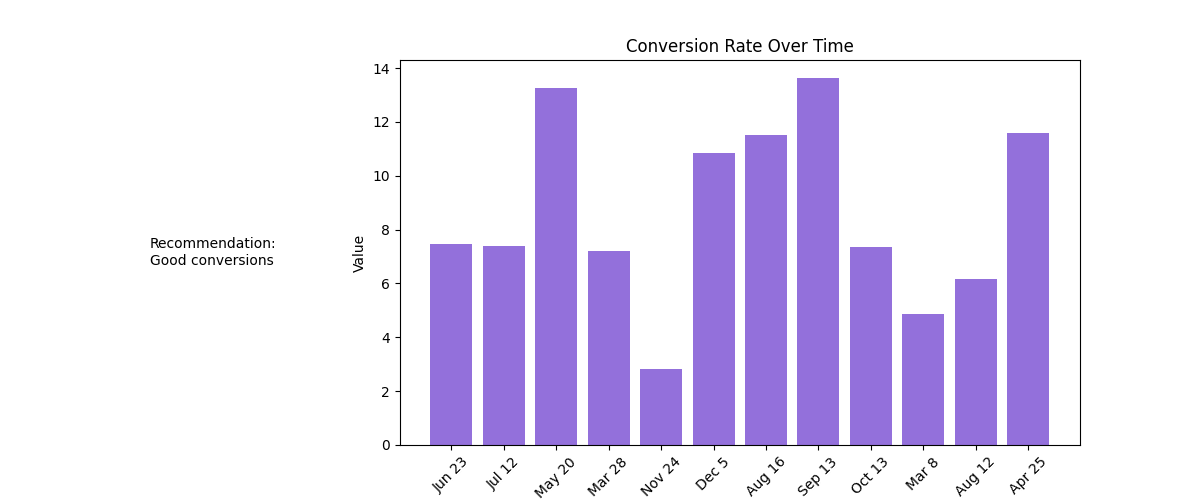 Conversion Rate Over Time
Recommendation:
Good conversions
Value
14
12
10
8
6
4
2
0
Jun 23
Jul 12
May 20
Mar 28
Nov 24
Dec 5
Aug 16
Sep 13
Oct 13
Mar 8
Aug 12
Apr 25